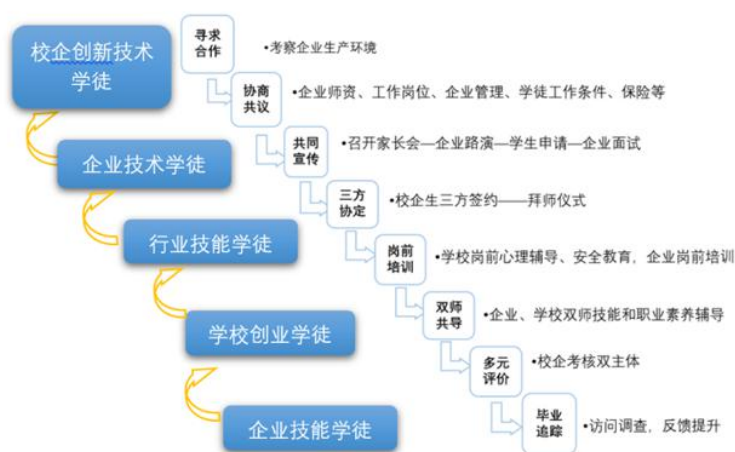 校企创新技术
学徒
企业技术学徒
行业技能学徒
学校创业学徒
企业技能学徒
寻求
合作
•考察企业生产环境
协商
共议
•企业师资、工作岗位、企业管理、学徒工作条件、保险等
共同
宣传
•召开家长会—企业路演—学生申请—企业面试
三方
协定
•校企生三方签约——拜师仪式
岗前
培训
•学校岗前心理辅导、安全教育，企业岗前培训
双师
共导
•企业、学校双师技能和职业素养辅导
多元
评价
•校企考核双主体
毕业
追踪
•访问调查，反馈提升